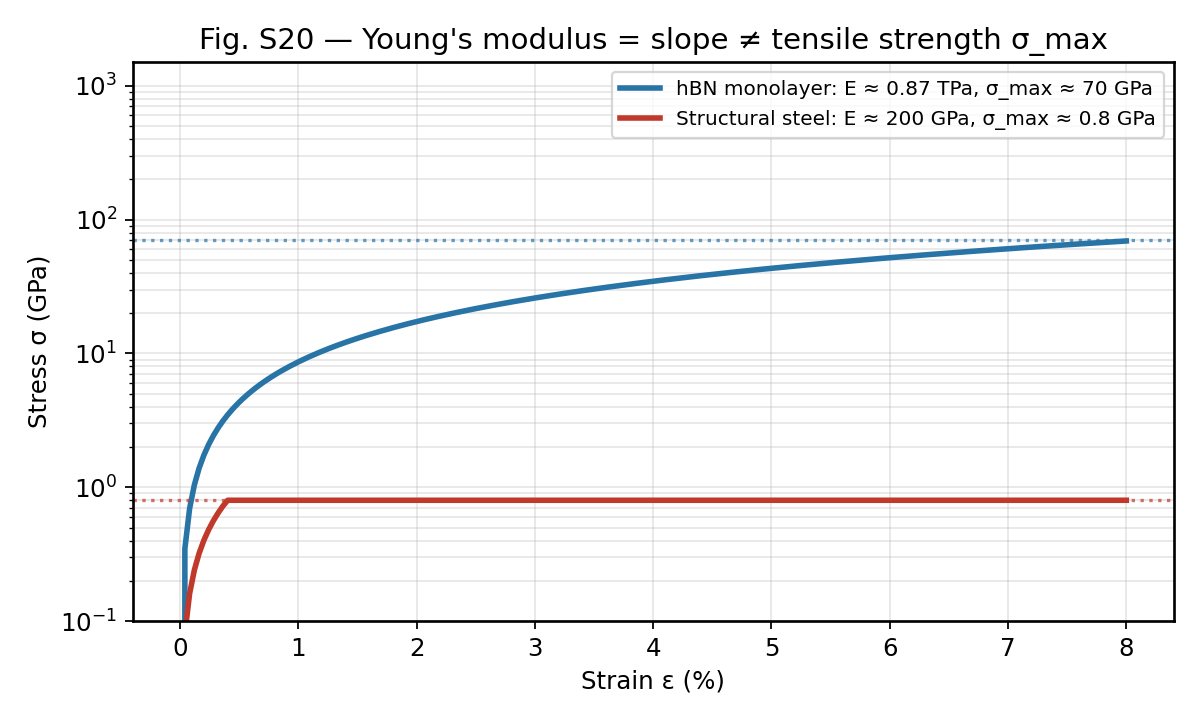 Fig. S20 — Young's modulus = slope ≠ tensile strength σ_max
hBN monolayer: E ≈ 0.87 TPa, σ_max ≈ 70 GPa
Structural steel: E ≈ 200 GPa, σ_max ≈ 0.8 GPa
Stress σ (GPa)
10³
10²
10¹
10⁰
10⁻¹
0 1 2 3 4 5 6 7 8
Strain ε (%)